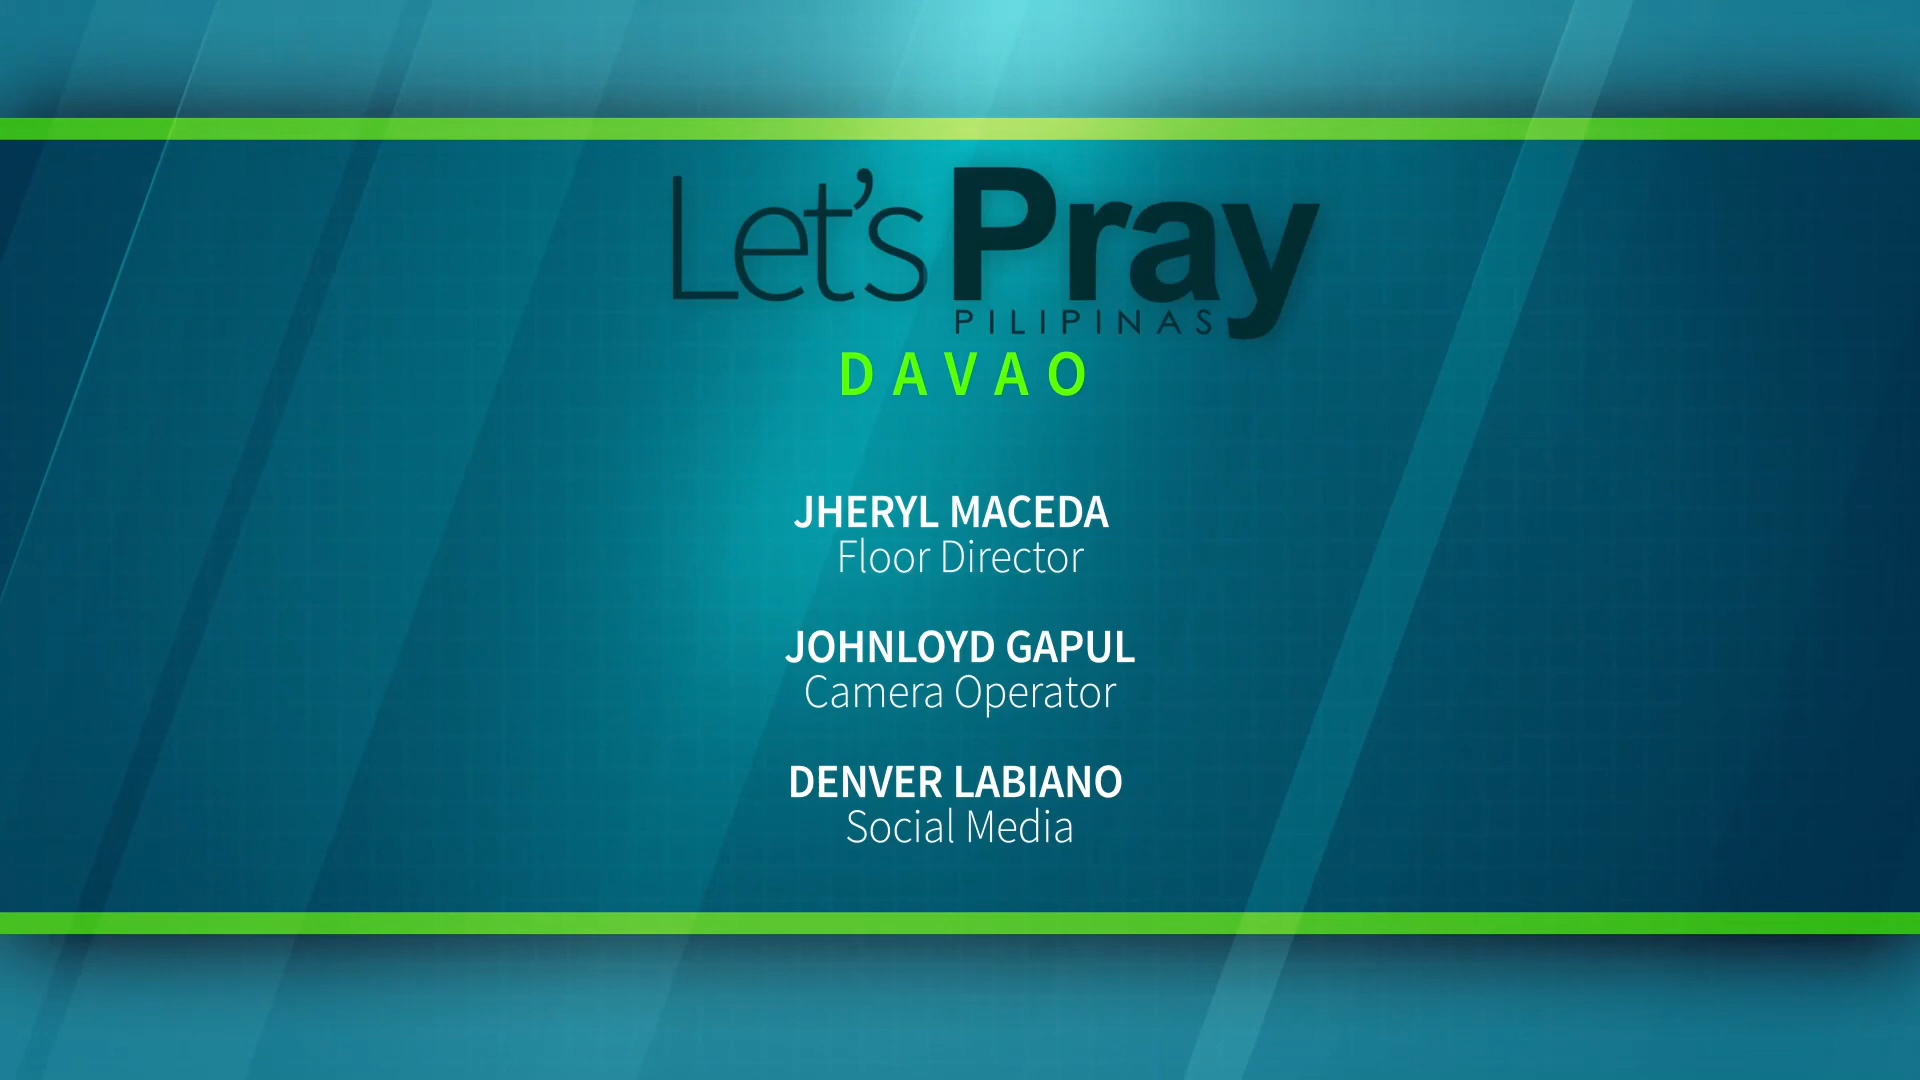 Let's Pray
PILIPINAS
DAVAO
JHERYL MACEDA
Floor Director
JOHNLOYD GAPUL
Camera Operator
DENVER LABIANO
Social Media